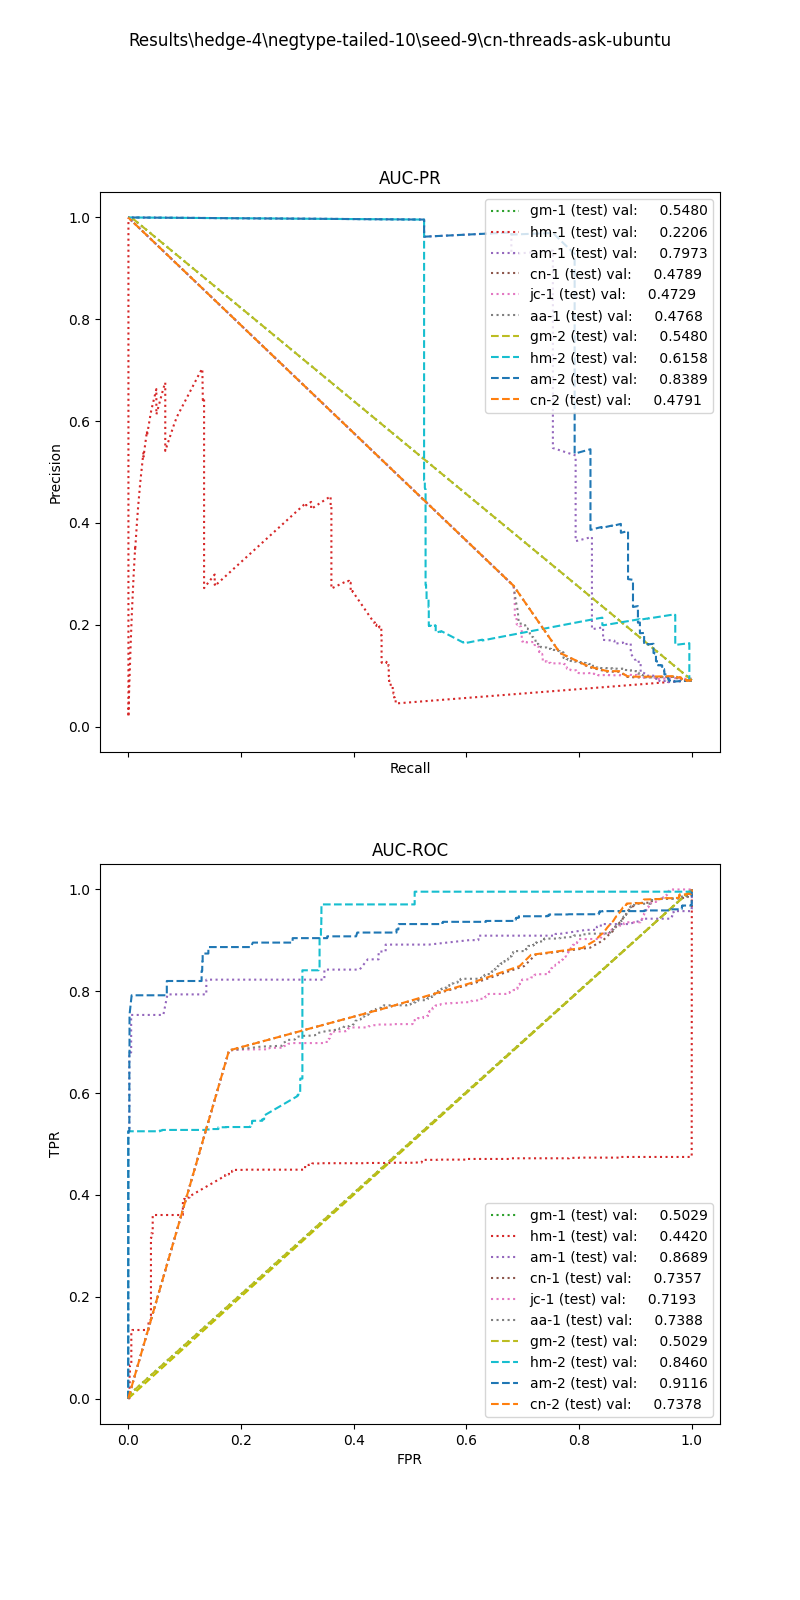 Results\hedge-4\negtype-tailed-10\seed-9\cn-threads-ask-ubuntu
AUC-PR
gm-1 (test) val: 0.5480
hm-1 (test) val: 0.2206
am-1 (test) val: 0.7973
cn-1 (test) val: 0.4789
jc-1 (test) val: 0.4729
aa-1 (test) val: 0.4768
gm-2 (test) val: 0.5480
hm-2 (test) val: 0.6158
am-2 (test) val: 0.8389
cn-2 (test) val: 0.4791
1.0
0.8
0.6
0.4
0.2
0.0
Precision
Recall
AUC-ROC
1.0
0.8
0.6
0.4
0.2
0.0
TPR
gm-1 (test) val: 0.5029
hm-1 (test) val: 0.4420
am-1 (test) val: 0.8689
cn-1 (test) val: 0.7357
jc-1 (test) val: 0.7193
aa-1 (test) val: 0.7388
gm-2 (test) val: 0.5029
hm-2 (test) val: 0.8460
am-2 (test) val: 0.9116
cn-2 (test) val: 0.7378
0.0 0.2 0.4 0.6 0.8 1.0
FPR